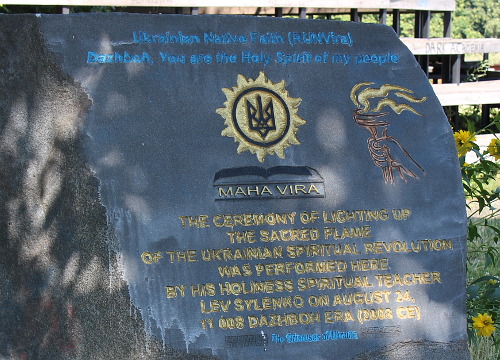 Ukrainian Native Faith (RUNVira)
Dazhboh, You are the Holy Spirit of my people
MAHA VIRA
THE CEREMONY OF LIGHTING UP
THE SACRED FLAME
OF THE UKRAINIAN SPIRITUAL REVOLUTION
WAS PERFORMED HERE
BY HIS HOLINESS SPIRITUAL TEACHER
LEV SYLENKO ON AUGUST 24,
11 008 DAZHBOH ERA (2008 CE)
DARK